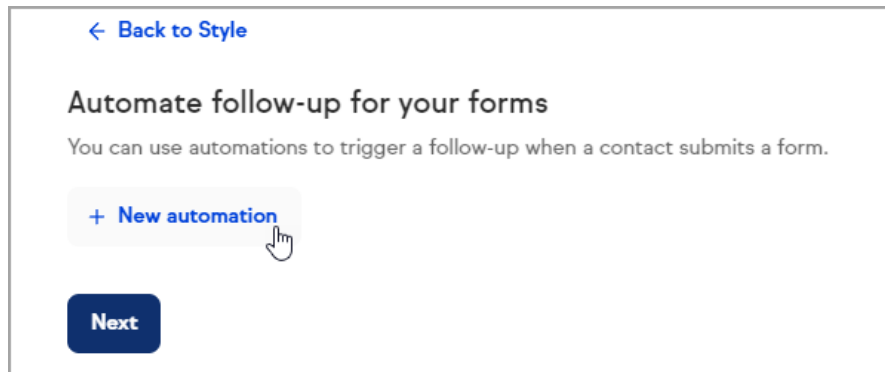 ← Back to Style
Automate follow-up for your forms
You can use automations to trigger a follow-up when a contact submits a form.
+ New automation
Next